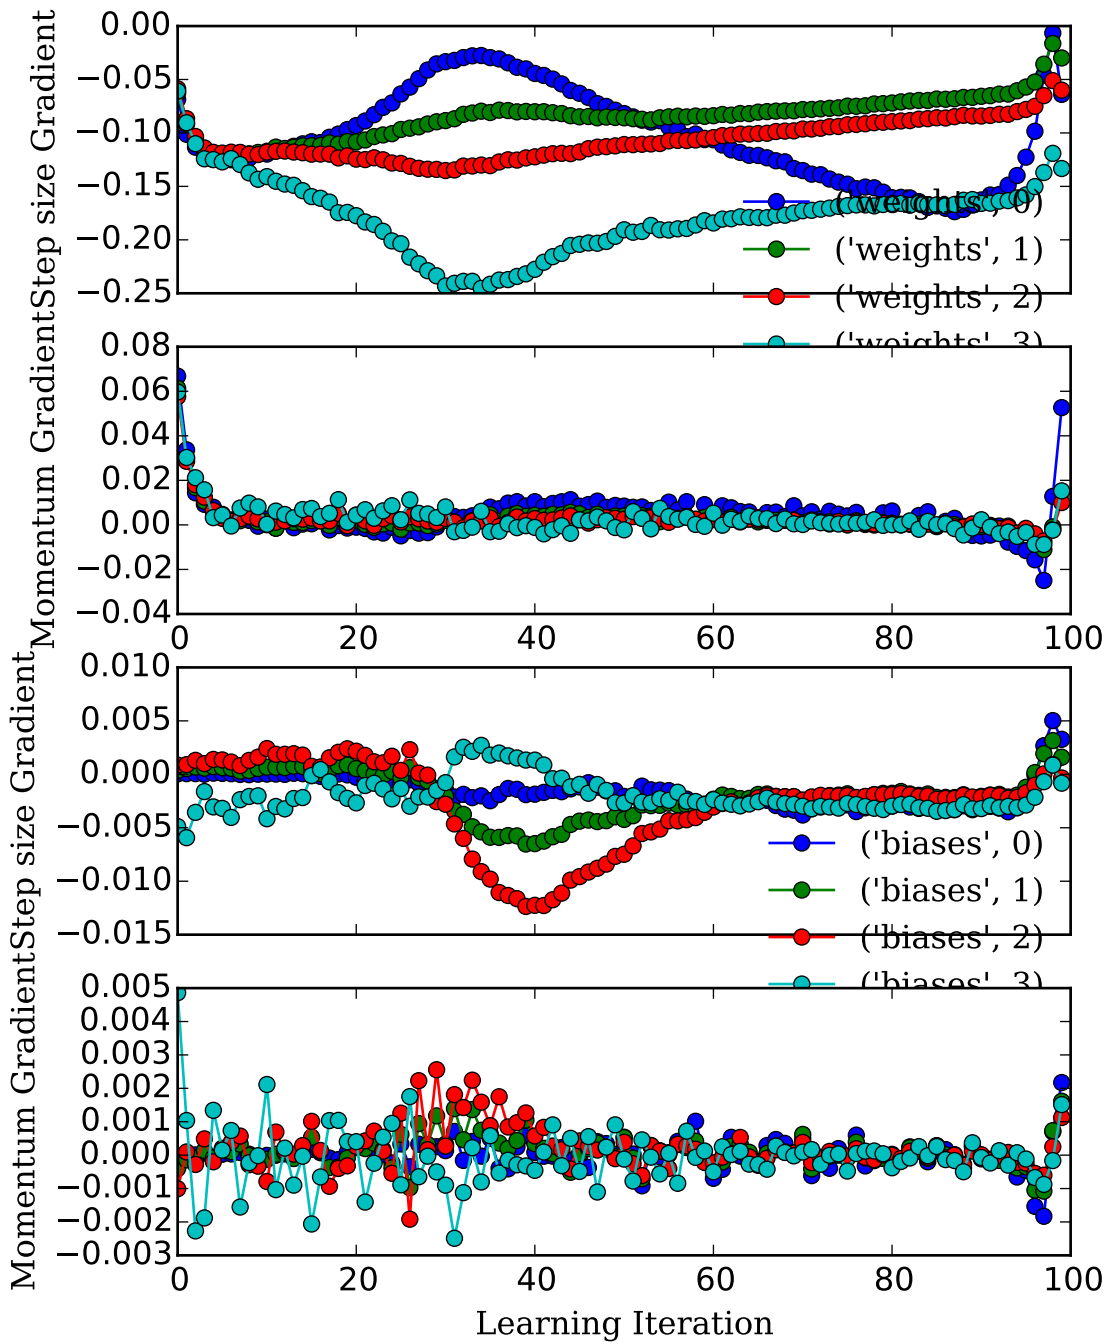 Step size Gradient
0.00
−0.05
−0.10
−0.15
−0.20
−0.25
('weights', 0)
('weights', 1)
('weights', 2)
('weights', 3)
Momentum Gradient
0.08
0.06
0.04
0.02
0.00
−0.02
−0.04
0 20 40 60 80 100
Step size Gradient
0.010
0.005
0.000
−0.005
−0.010
−0.015
('biases', 0)
('biases', 1)
('biases', 2)
('biases', 3)
Momentum Gradient
0.005
0.004
0.003
0.002
0.001
0.000
−0.001
−0.002
−0.003
0 20 40 60 80 100
Learning Iteration